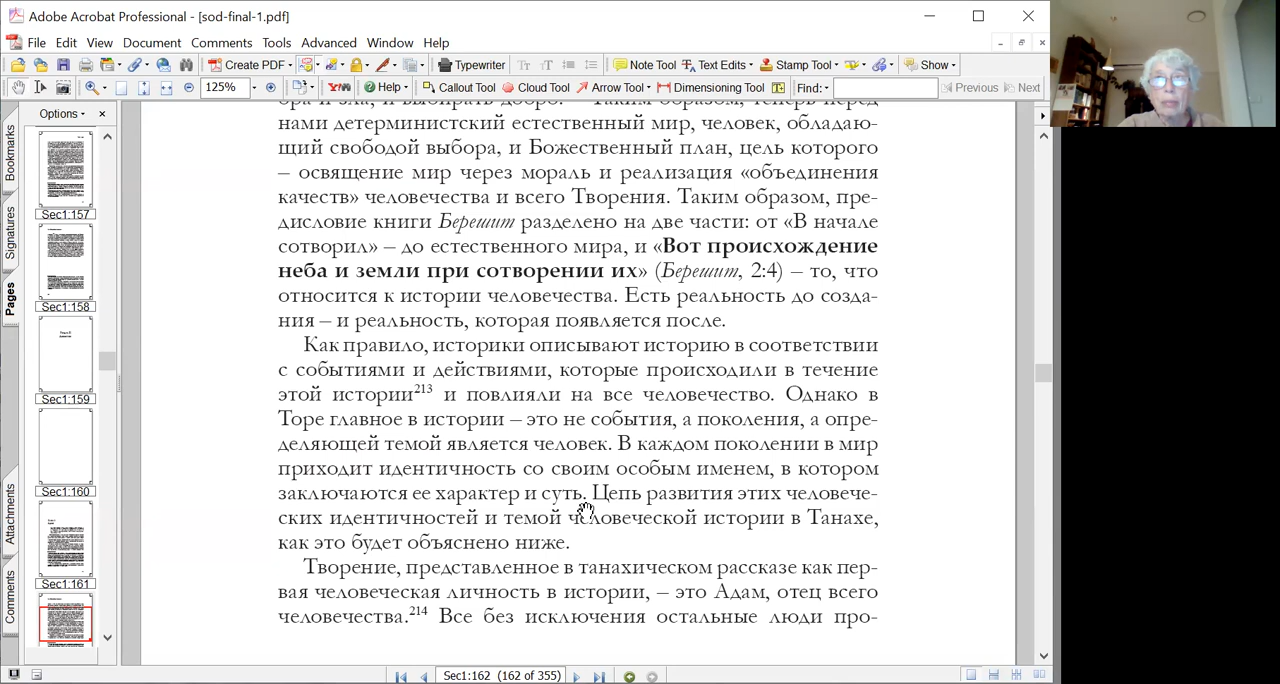 Adobe Acrobat Professional - [sod-final-1.pdf]
File Edit View Document Comments Tools Advanced Window Help
Create PDF Typewriter Note Tool Text Edits Stamp Tool Show
125% Help Callout Tool Cloud Tool Arrow Tool Dimensioning Tool Find: Previous Next
Options
Bookmarks
Signatures
Pages
Attachments
Comments
Sec1:157
Sec1:158
Sec1:159
Sec1:160
Sec1:161
нами детерминистский естественный мир, человек, обладаю-
щий свободой выбора, и Божественный план, цель которого
– освящение мир через мораль и реализация «объединения
качеств» человечества и всего Творения. Таким образом, пре-
дисловие книги Берешит разделено на две части: от «В начале
сотворил» – до естественного мира, и «Вот происхождение
неба и земли при сотворении их» (Берешит, 2:4) – то, что
относится к истории человечества. Есть реальность до созда-
ния – и реальность, которая появляется после.
Как правило, историки описывают историю в соответствии
с событиями и действиями, которые происходили в течение
этой истории213 и повлияли на все человечество. Однако в
Торе главное в истории – это не события, а поколения, а опре-
деляющей темой является человек. В каждом поколении в мир
приходит идентичность со своим особым именем, в котором
заключаются ее характер и суть. Цепь развития этих человече-
ских идентичностей и темой человеческой истории в Танахе,
как это будет объяснено ниже.
Творение, представленное в танахическом рассказе как пер-
вая человеческая личность в истории, – это Адам, отец всего
человечества.214 Все без исключения остальные люди про-
Sec1:162 (162 of 355)